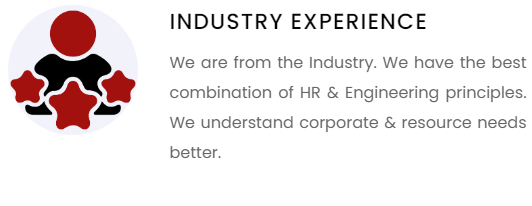 INDUSTRY EXPERIENCE
We are from the Industry. We have the best
combination of HR & Engineering principles.
We understand corporate & resource needs
better.